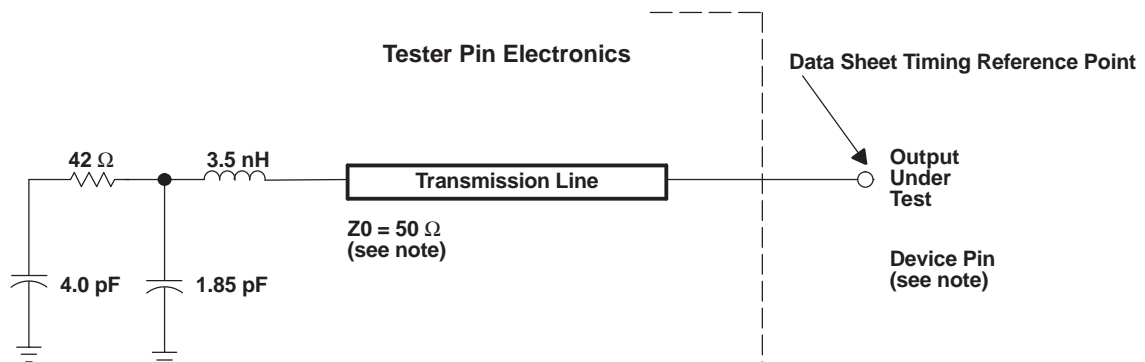 Tester Pin Electronics
Data Sheet Timing Reference Point
42 Ω
3.5 nH
Transmission Line
Output
Under
Test
Z0 = 50 Ω
(see note)
Device Pin
(see note)
4.0 pF
1.85 pF